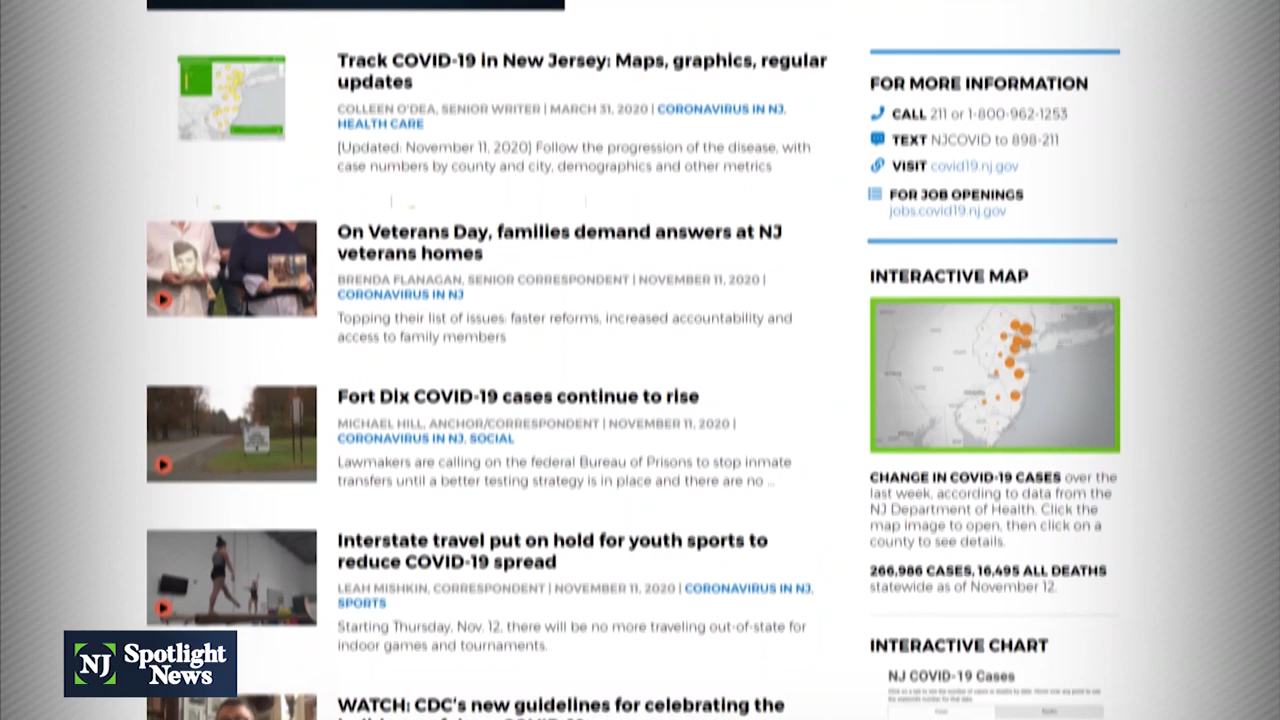 Track COVID-19 in New Jersey: Maps, graphics, regular
updates
COLLEEN O'DEA, SENIOR WRITER | MARCH 31, 2020 | CORONAVIRUS IN NJ,
HEALTH CARE
[Updated: November 11, 2020] Follow the progression of the disease, with
case numbers by county and city, demographics and other metrics
On Veterans Day, families demand answers at NJ
veterans homes
BRENDA FLANAGAN, SENIOR CORRESPONDENT | NOVEMBER 11, 2020 |
CORONAVIRUS IN NJ
Topping their list of issues: faster reforms, increased accountability and
access to family members
Fort Dix COVID-19 cases continue to rise
MICHAEL HILL, ANCHOR/CORRESPONDENT | NOVEMBER 11, 2020 |
CORONAVIRUS IN NJ, SOCIAL
Lawmakers are calling on the federal Bureau of Prisons to stop inmate
transfers until a better testing strategy is in place and there are no ...
Interstate travel put on hold for youth sports to
reduce COVID-19 spread
LEAH MISHKIN, CORRESPONDENT | NOVEMBER 11, 2020 | CORONAVIRUS IN NJ,
SPORTS
Starting Thursday, Nov. 12, there will be no more traveling out-of-state for
indoor games and tournaments.
WATCH: CDC's new guidelines for celebrating the
FOR MORE INFORMATION
CALL 211 or 1-800-962-1253
TEXT NJCOVID to 898-211
VISIT covid19.nj.gov
FOR JOB OPENINGS
jobs.covid19.nj.gov
INTERACTIVE MAP
CHANGE IN COVID-19 CASES over the
last week, according to data from the
NJ Department of Health. Click the
map image to open, then click on a
county to see details.
266,986 CASES, 16,495 ALL DEATHS
statewide as of November 12.
INTERACTIVE CHART
NJ COVID-19 Cases
NJ Spotlight
News